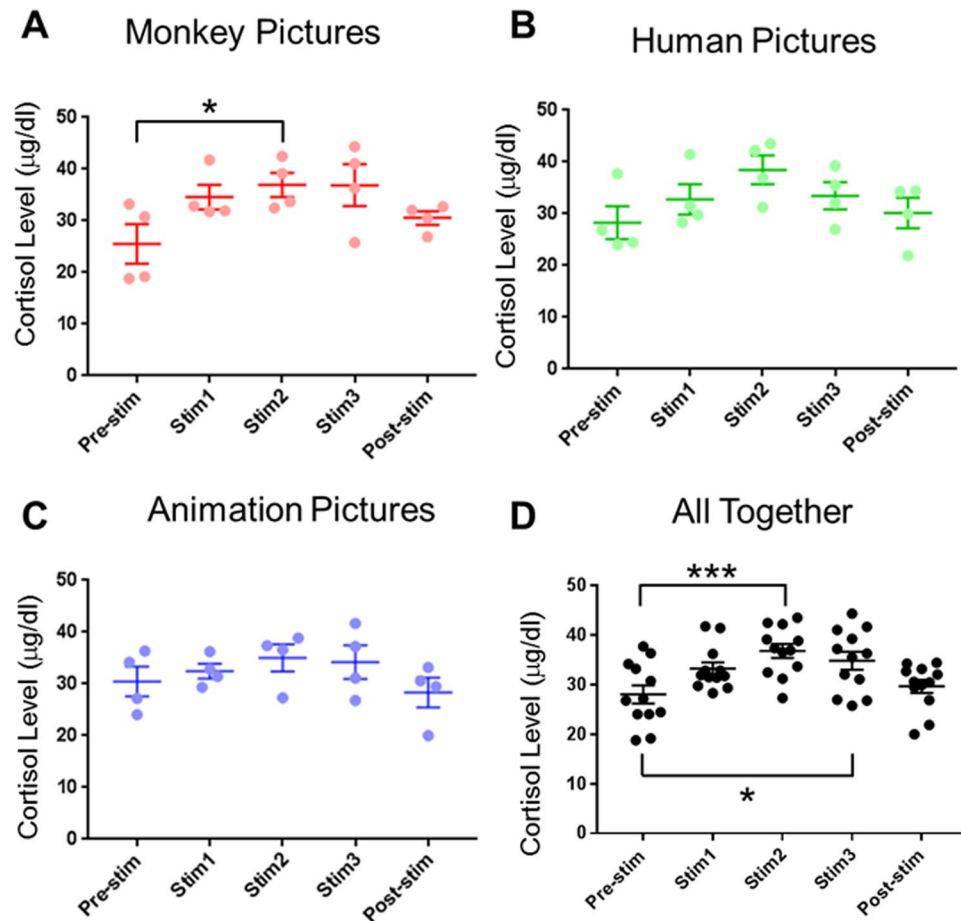 A
Monkey Pictures
*
Cortisol Level (μg/dl)
50
40
30
20
10
0
Pre-stim
Stim1
Stim2
Stim3
Post-stim
B
Human Pictures
Cortisol Level (μg/dl)
50
40
30
20
10
0
Pre-stim
Stim1
Stim2
Stim3
Post-stim
C
Animation Pictures
Cortisol Level (μg/dl)
50
40
30
20
10
0
Pre-stim
Stim1
Stim2
Stim3
Post-stim
D
All Together
***
*
Cortisol Level (μg/dl)
50
40
30
20
10
0
Pre-stim
Stim1
Stim2
Stim3
Post-stim